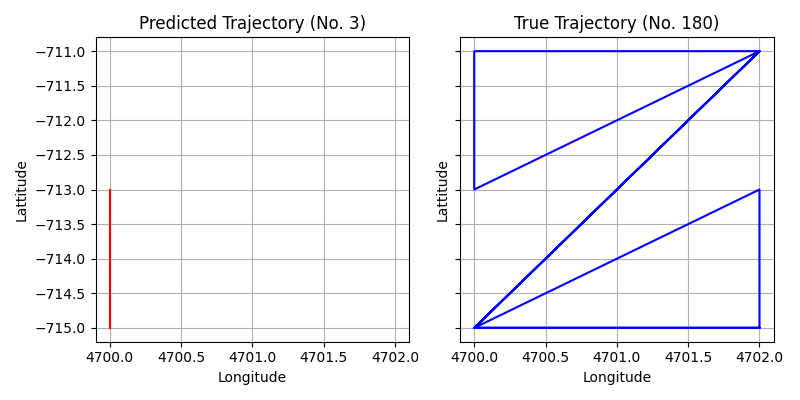 Predicted Trajectory (No. 3)
True Trajectory (No. 180)
−711.0
−711.5
−712.0
−712.5
−713.0
−713.5
−714.0
−714.5
−715.0
Lattitude
Lattitude
4700.0 4700.5 4701.0 4701.5 4702.0
4700.0 4700.5 4701.0 4701.5 4702.0
Longitude
Longitude